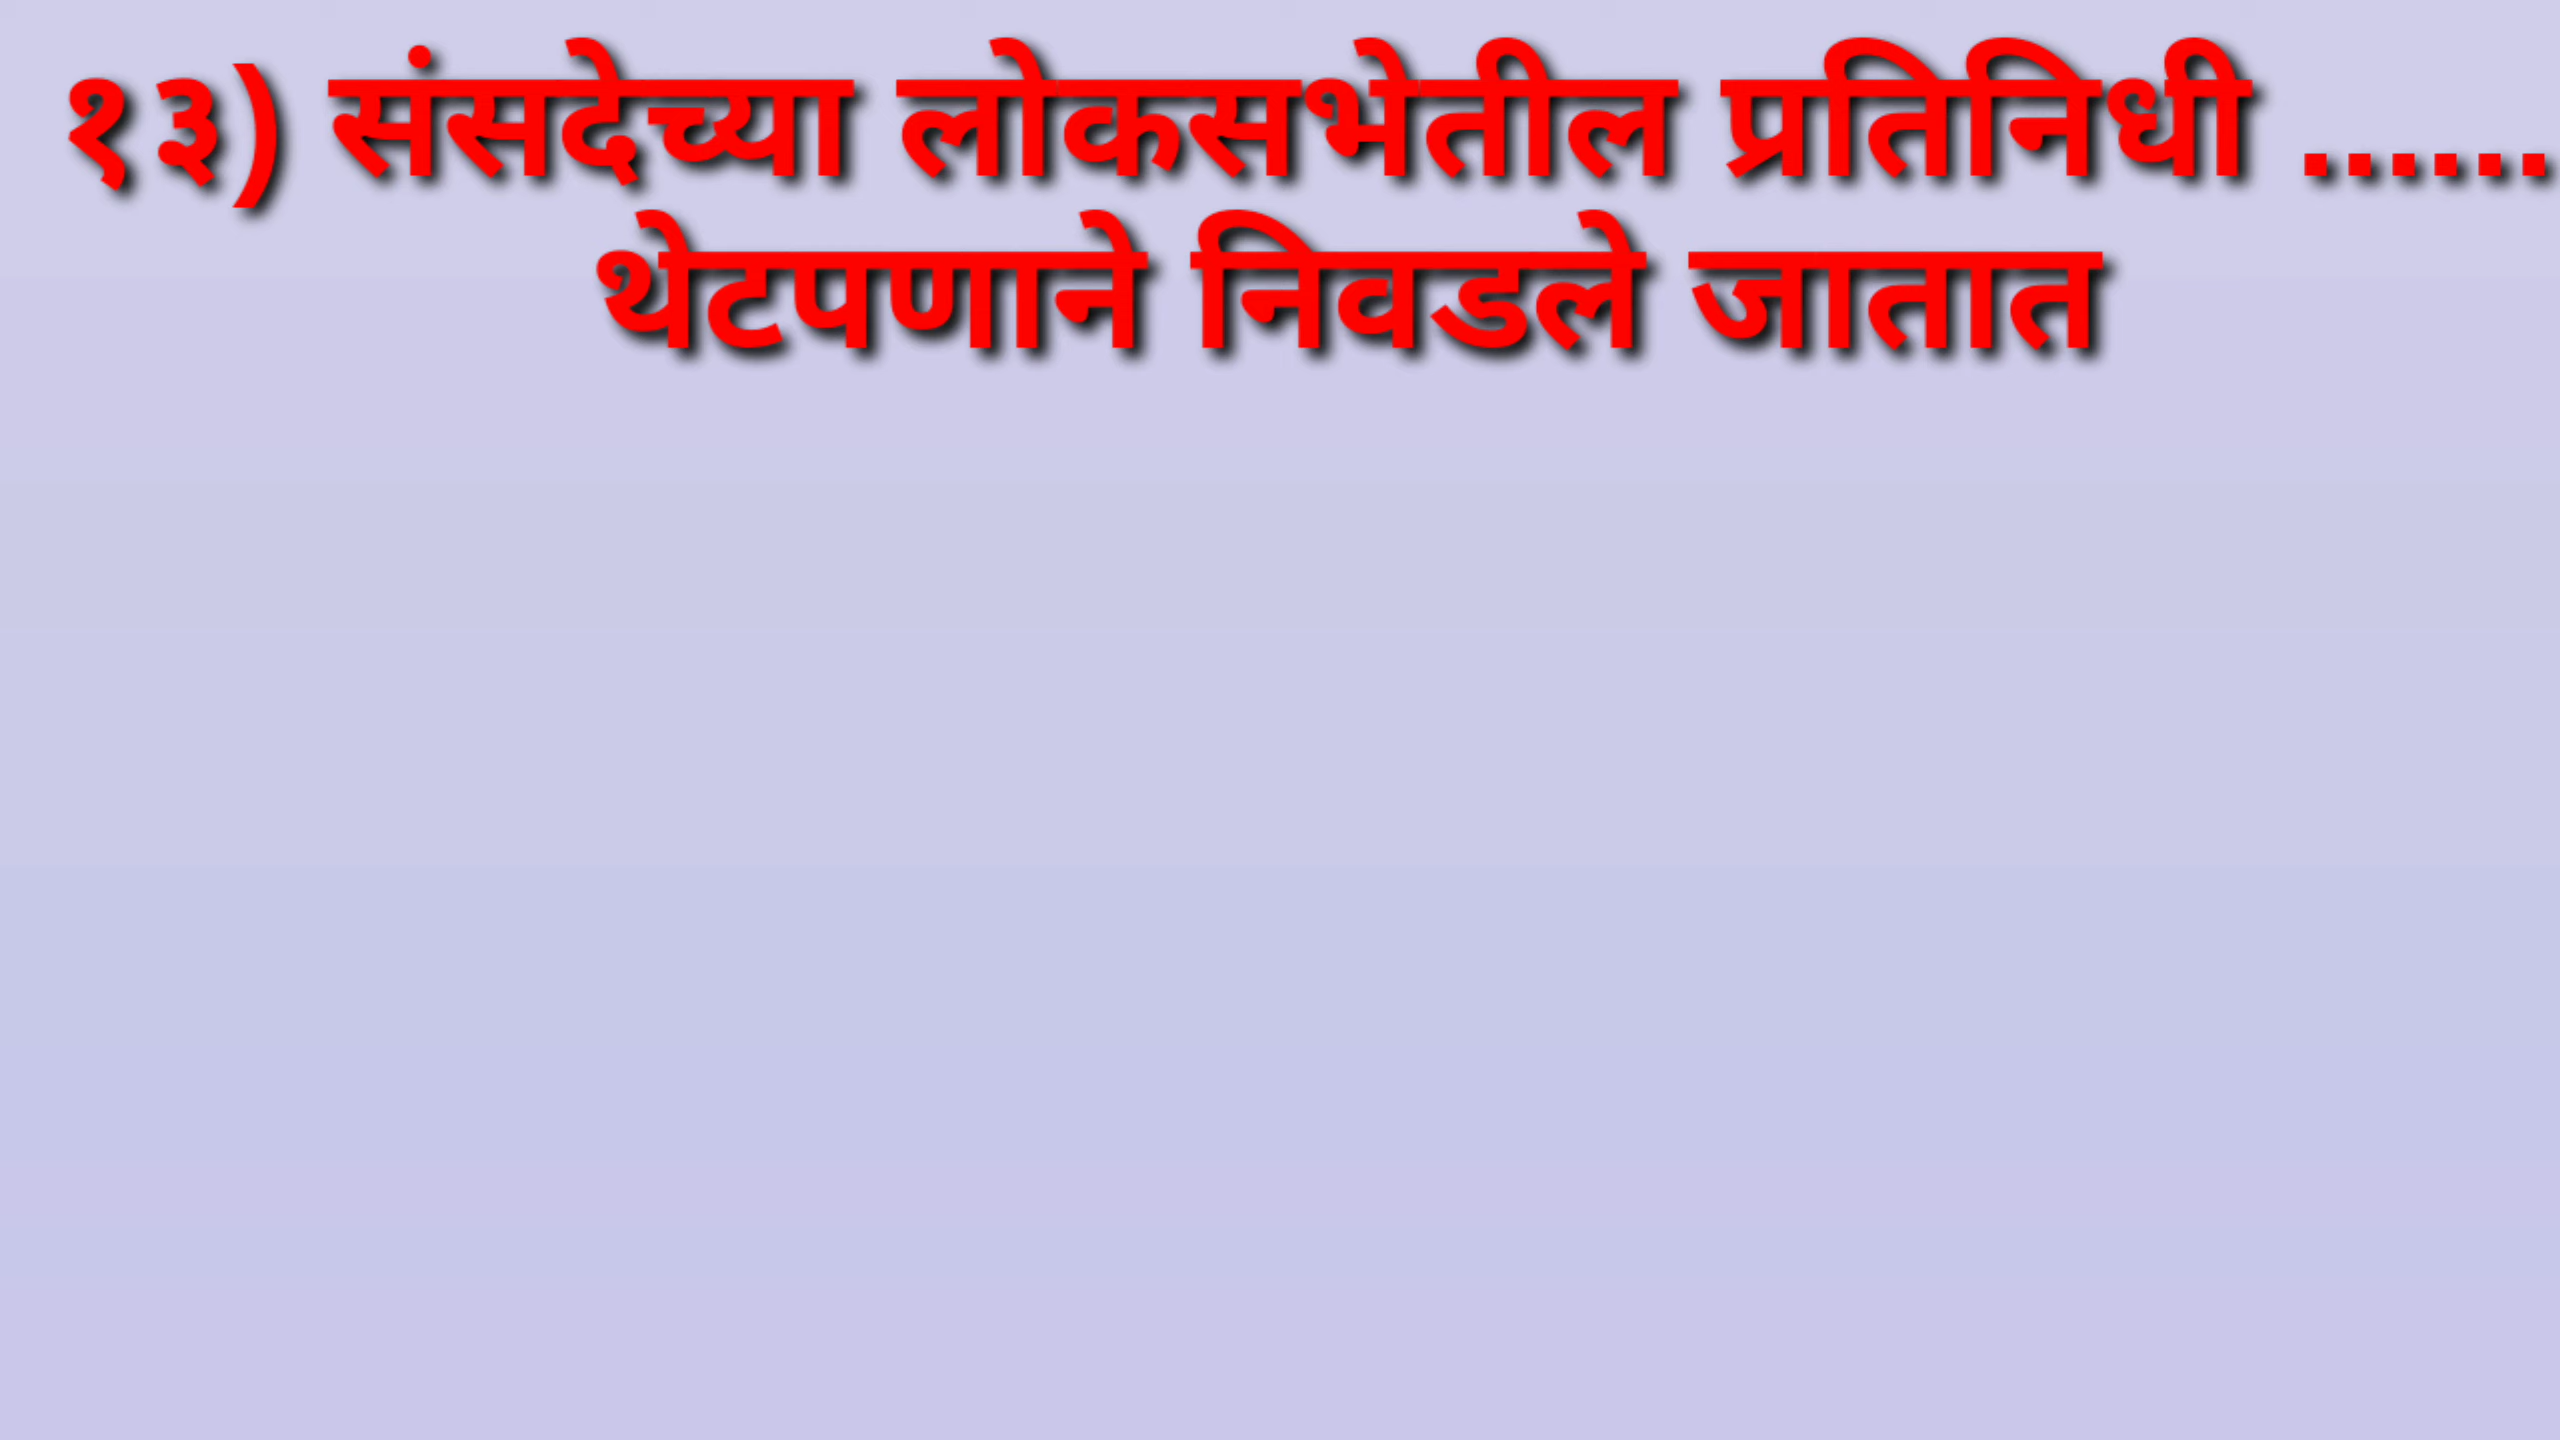 १३) संसदेच्या लोकसभेतील प्रतिनिधी ......
थेटपणाने निवडले जातात